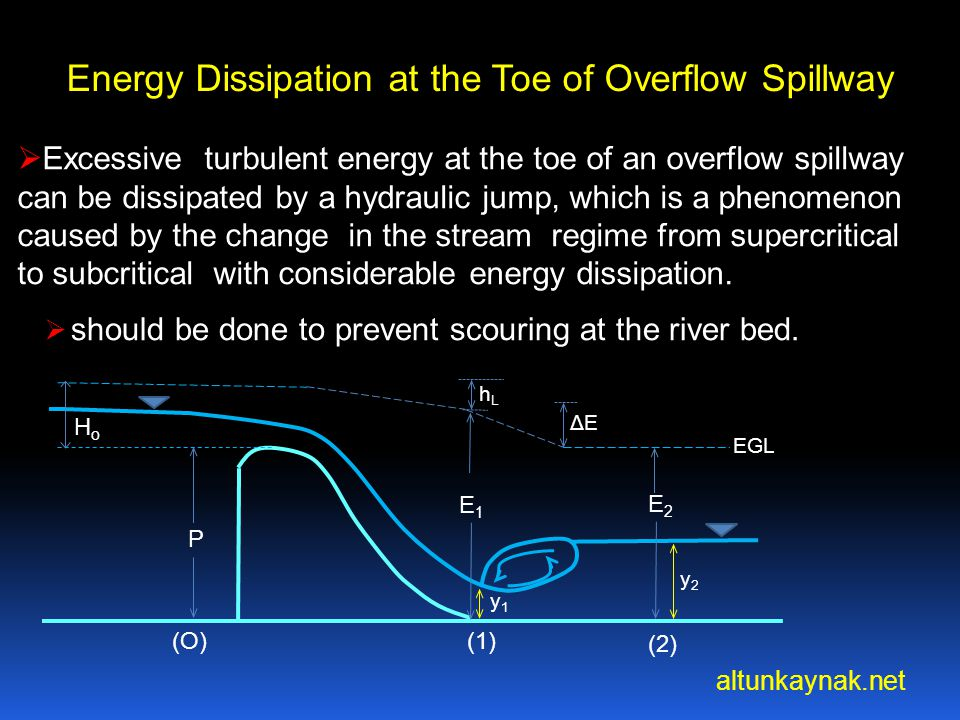 Energy Dissipation at the Toe of Overflow Spillway
Excessive turbulent energy at the toe of an overflow spillway
can be dissipated by a hydraulic jump, which is a phenomenon
caused by the change in the stream regime from supercritical
to subcritical with considerable energy dissipation.
should be done to prevent scouring at the river bed.
hL
Ho
ΔE
EGL
E1
E2
P
y2
y1
(O)
(1)
(2)
altunkaynak.net